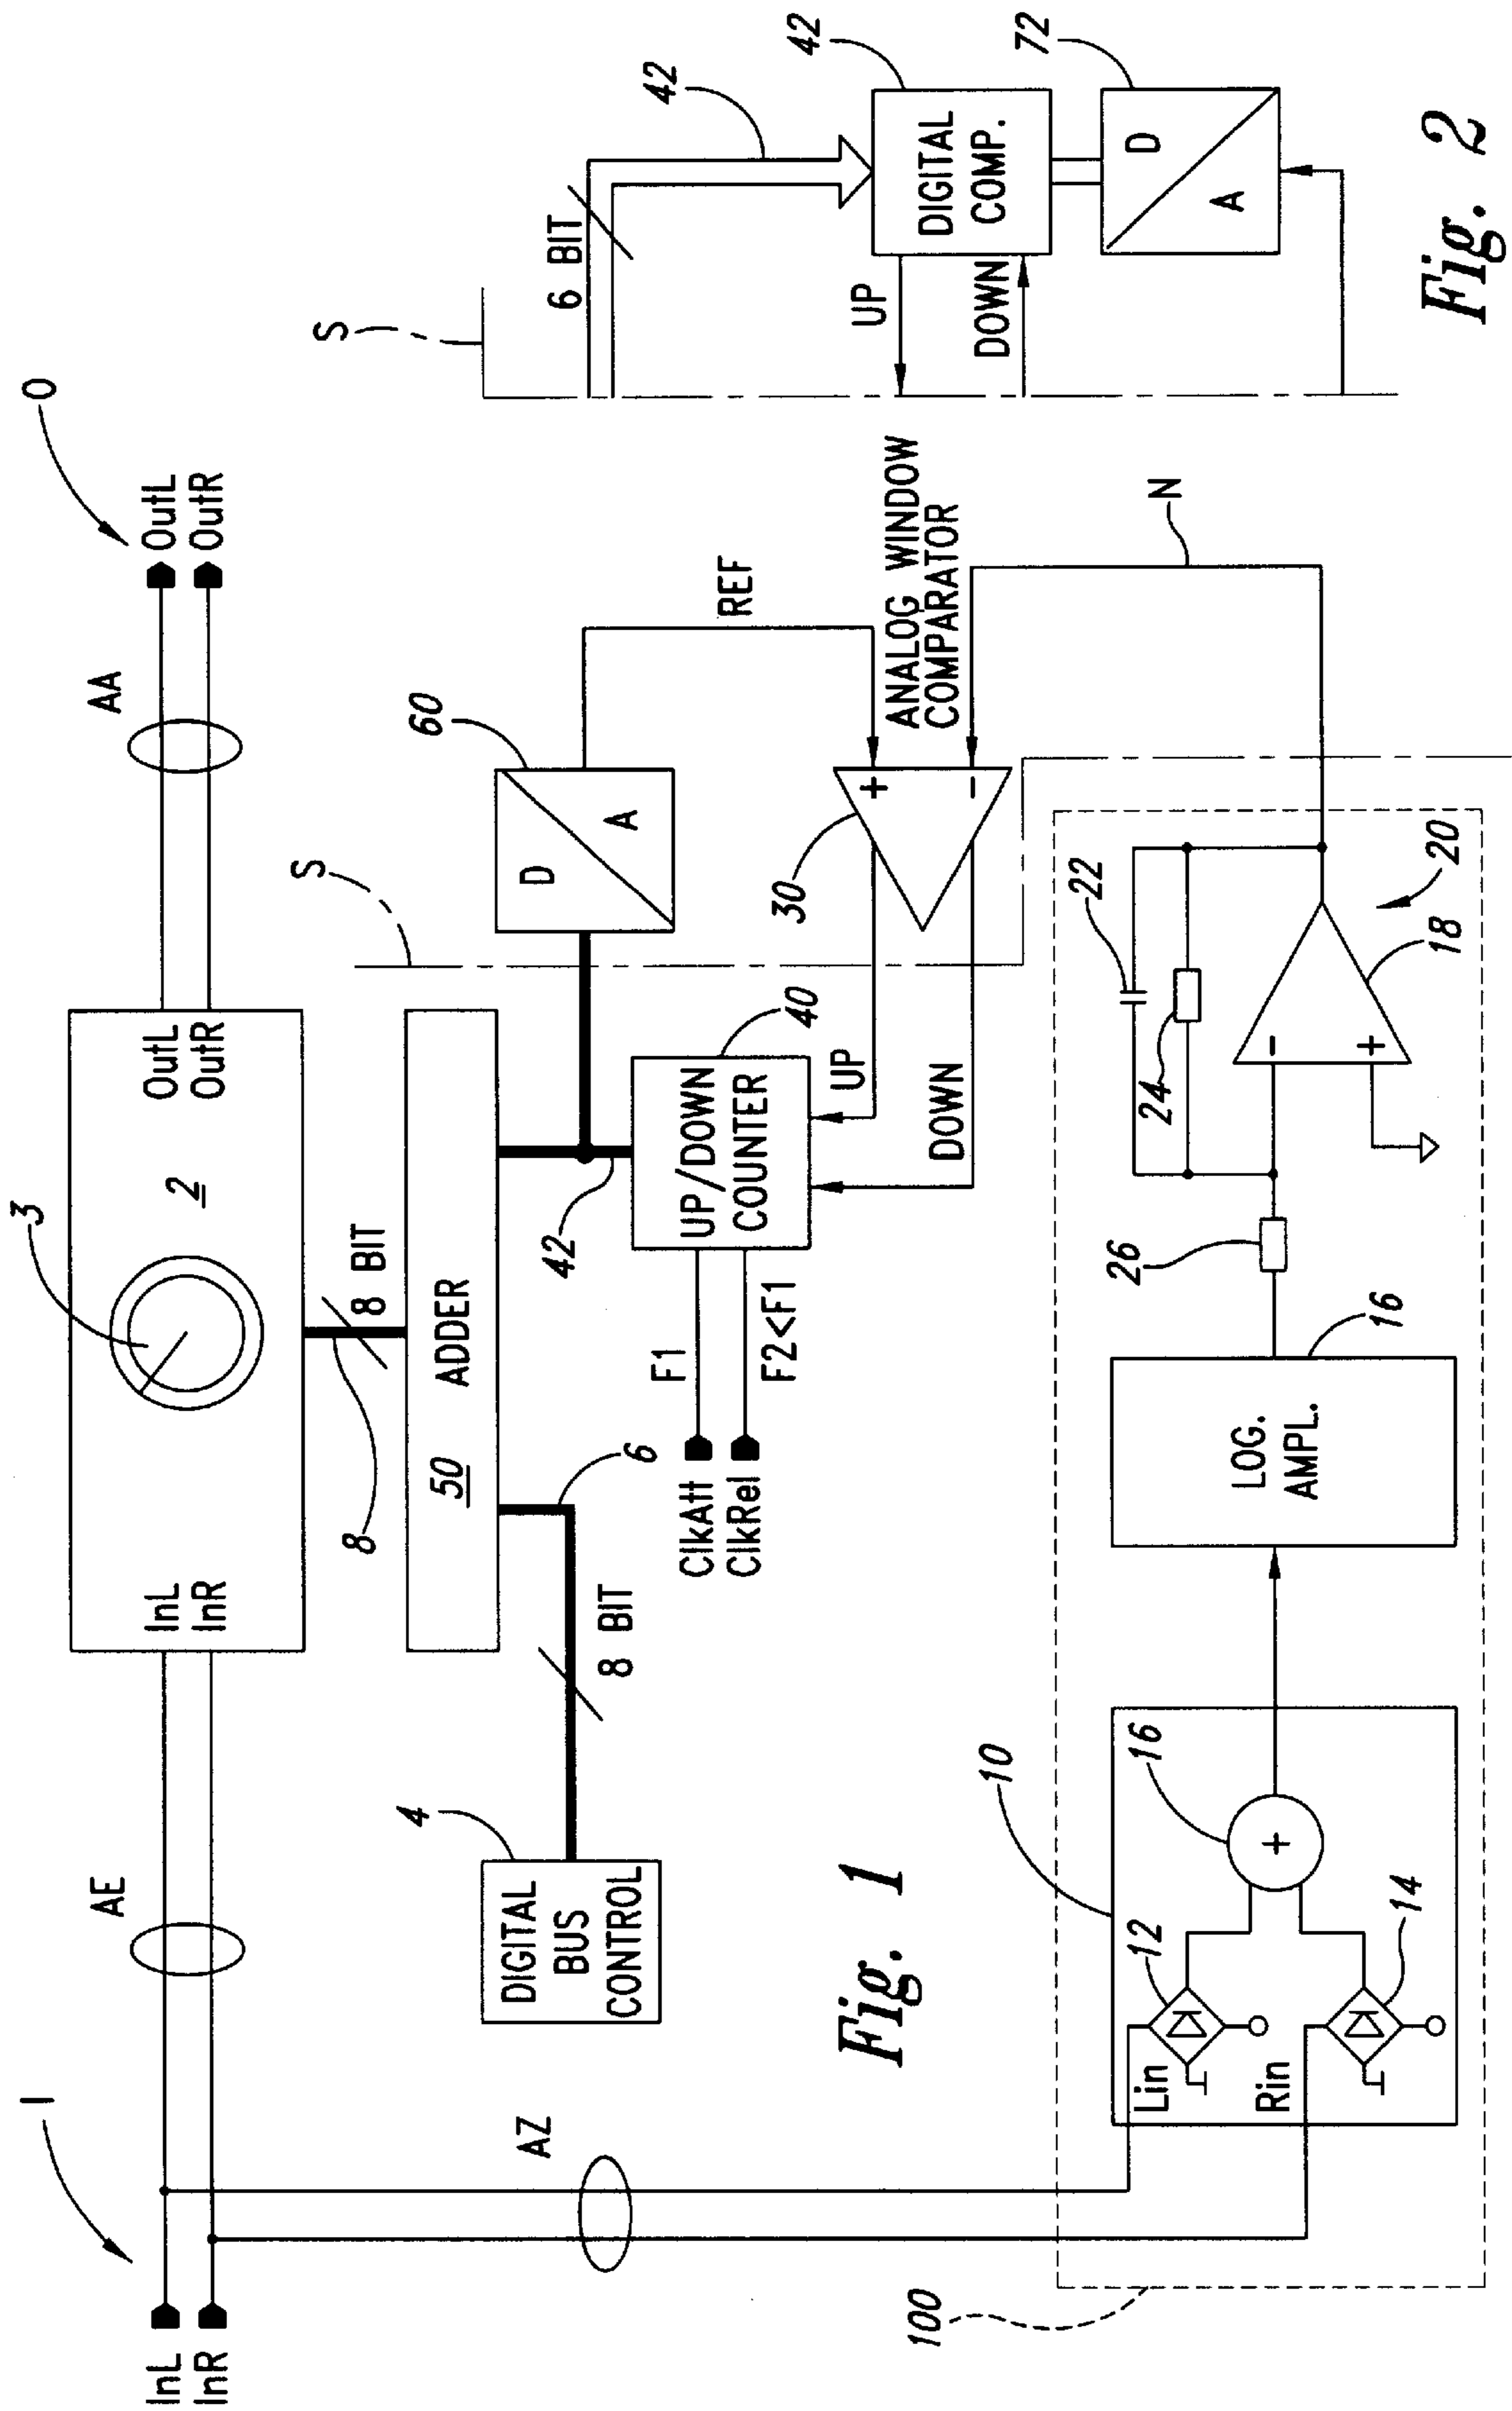 I
InL
InR
AE
InL
InR
3
2
OutL
OutR
AA
OutL
OutR
O
AZ
4
DIGITAL
BUS
CONTROL
8 BIT
6
50
ADDER
8
8 BIT
ClkAtt
ClkRel
F1
F2<F1
UP/DOWN
COUNTER
40
42
UP
DOWN
S
D
A
60
REF
30
+
-
ANALOG WINDOW
COMPARATOR
N
Fig. 1
100
10
Lin
Rin
12
14
16
+
LOG.
AMPL.
16
26
24
22
-
+
18
20
S
6 BIT
42
UP
DOWN
DIGITAL
COMP.
42
D
A
72
Fig. 2